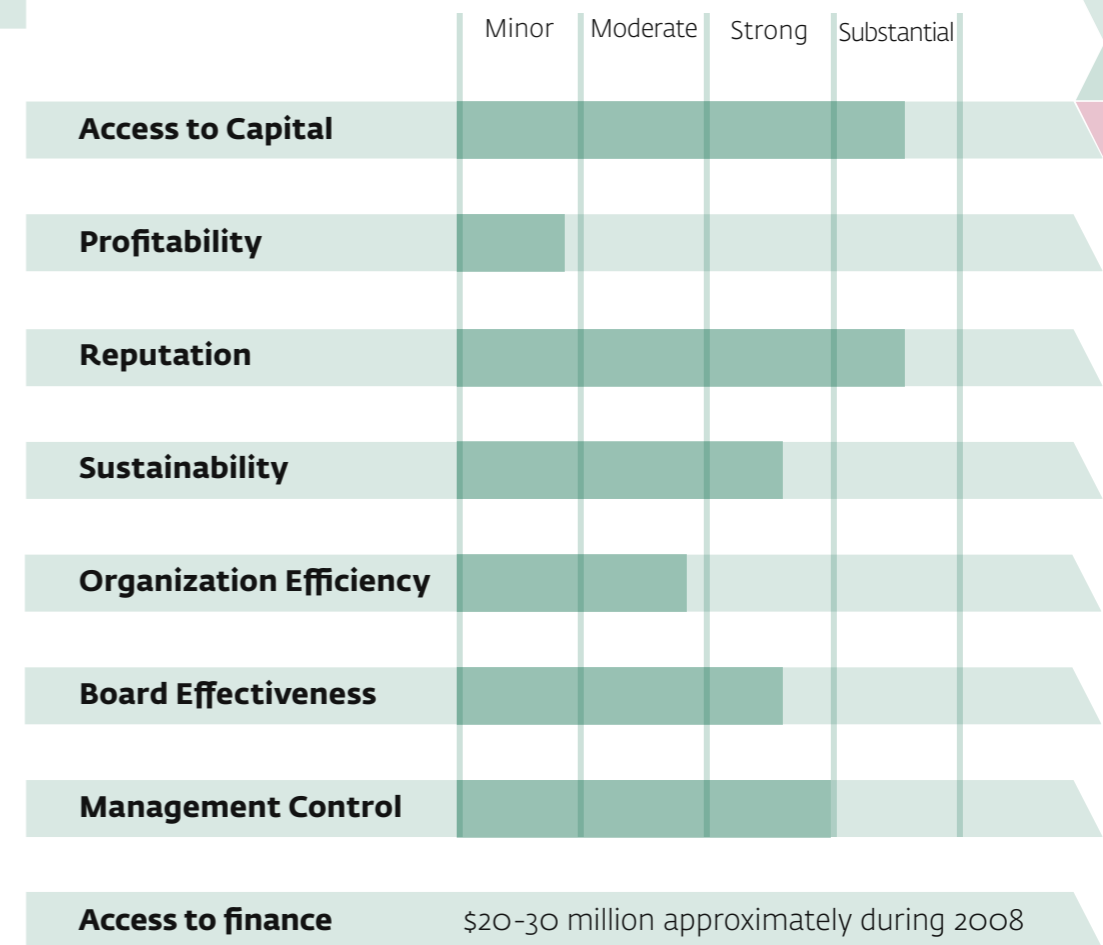 Minor Moderate Strong Substantial
Access to Capital
Profitability
Reputation
Sustainability
Organization Efficiency
Board Effectiveness
Management Control
Access to finance $20-30 million approximately during 2008